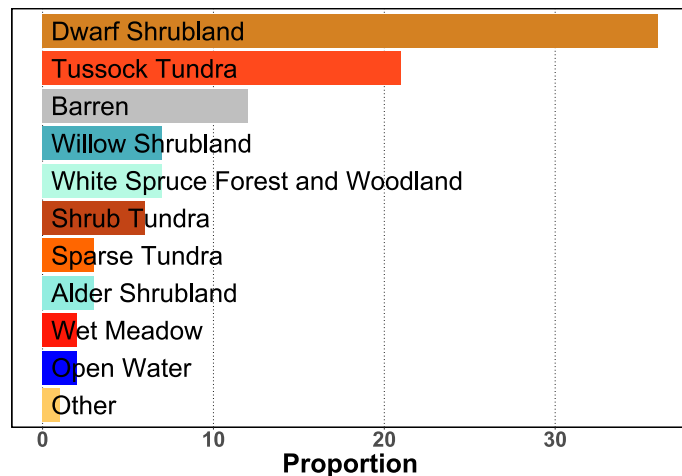 Dwarf Shrubland
Tussock Tundra
Barren
Willow Shrubland
White Spruce Forest and Woodland
Shrub Tundra
Sparse Tundra
Alder Shrubland
Wet Meadow
Open Water
Other
0 10 20 30
Proportion